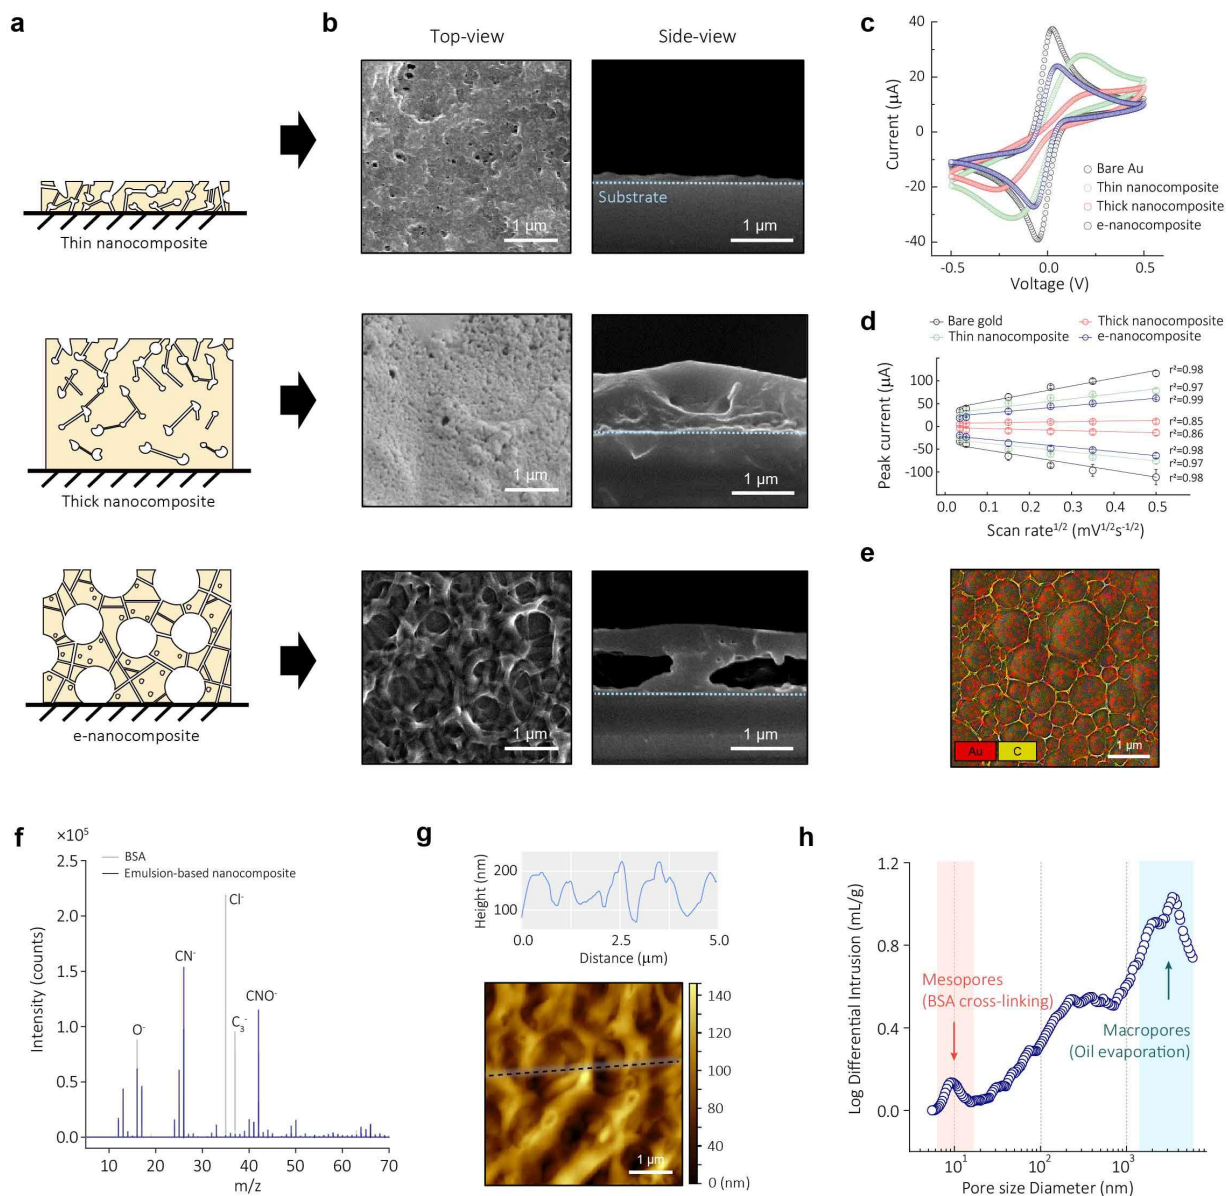 a
Thin nanocomposite
Thick nanocomposite
e-nanocomposite
b
Top-view
Side-view
1 µm
Substrate
1 µm
1 µm
1 µm
1 µm
1 µm
c
Current (µA)
40
20
0
-20
-40
Bare Au
Thin nanocomposite
Thick nanocomposite
e-nanocomposite
-0.5
0.0
0.5
Voltage (V)
d
Bare gold
Thick nanocomposite
Thin nanocomposite
e-nanocomposite
Peak current (µA)
100
50
0
-50
-100
r²=0.98
r²=0.97
r²=0.99
r²=0.85
r²=0.86
r²=0.98
r²=0.97
r²=0.98
0.0
0.1
0.2
0.3
0.4
0.5
Scan rate¹ᐟ² (mV¹ᐟ²s⁻¹ᐟ²)
e
Au
C
1 µm
f
×10⁵
BSA
Emulsion-based nanocomposite
Intensity (counts)
2.5
2.0
1.5
1.0
0.5
0.0
O⁻
CN⁻
Cl⁻
C₃⁻
CNO⁻
10
20
30
40
50
60
70
m/z
g
Height (nm)
200
100
0.0
2.5
5.0
Distance (µm)
1 µm
140
120
100
80
60
40
0 (nm)
h
Log Differential Intrusion (mL/g)
1.2
0.8
0.4
0.0
Mesopores
(BSA cross-linking)
Macropores
(Oil evaporation)
10¹
10²
10³
Pore size Diameter (nm)